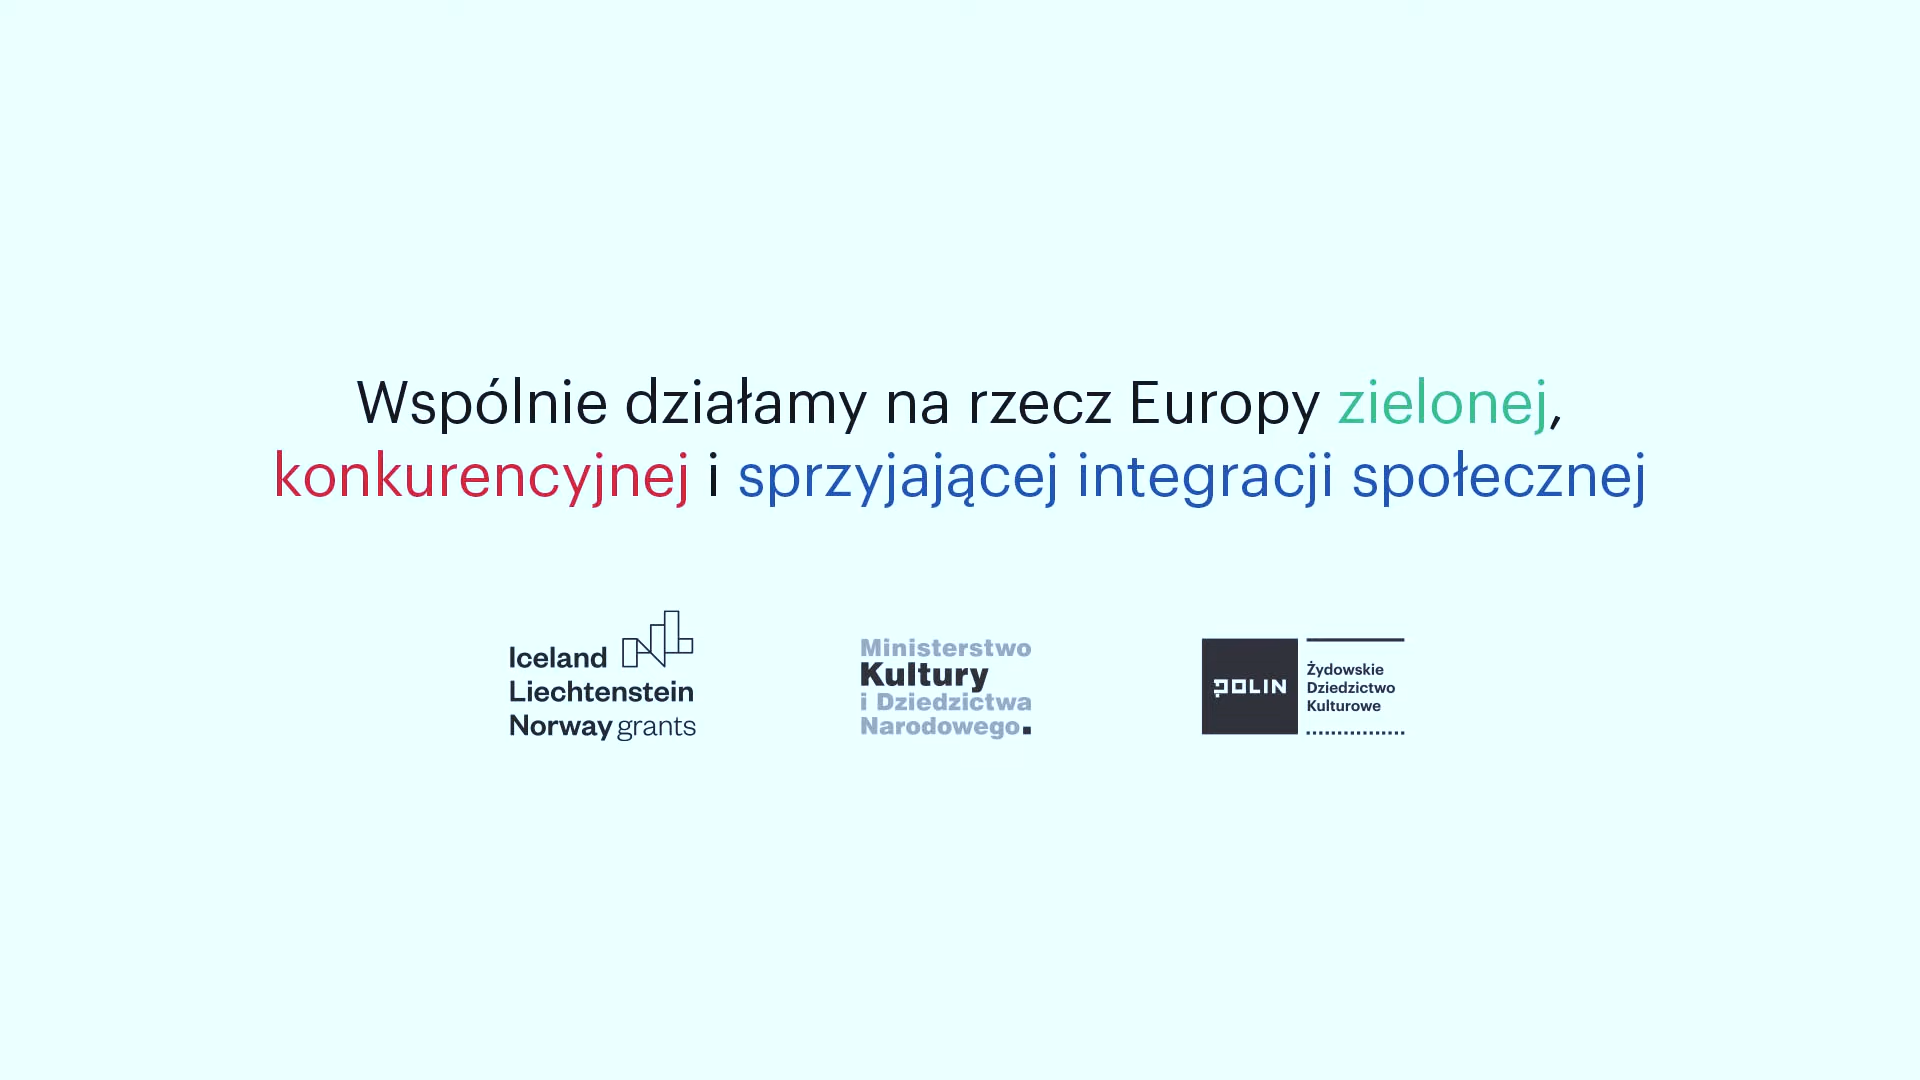 Wspólnie działamy na rzecz Europy zielonej,
konkurencyjnej i sprzyjającej integracji społecznej
Iceland
Liechtenstein
Norway grants
Ministerstwo
Kultury
i Dziedzictwa
Narodowego.
POLIN
Żydowskie
Dziedzictwo
Kulturowe